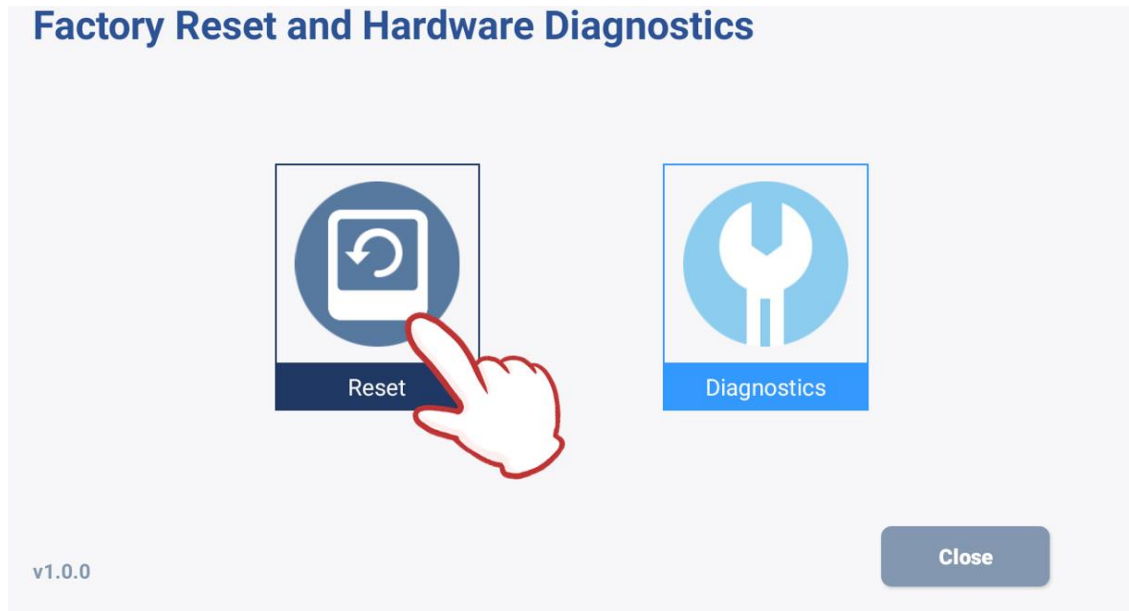 Factory Reset and Hardware Diagnostics
Reset
Diagnostics
Close
v1.0.0